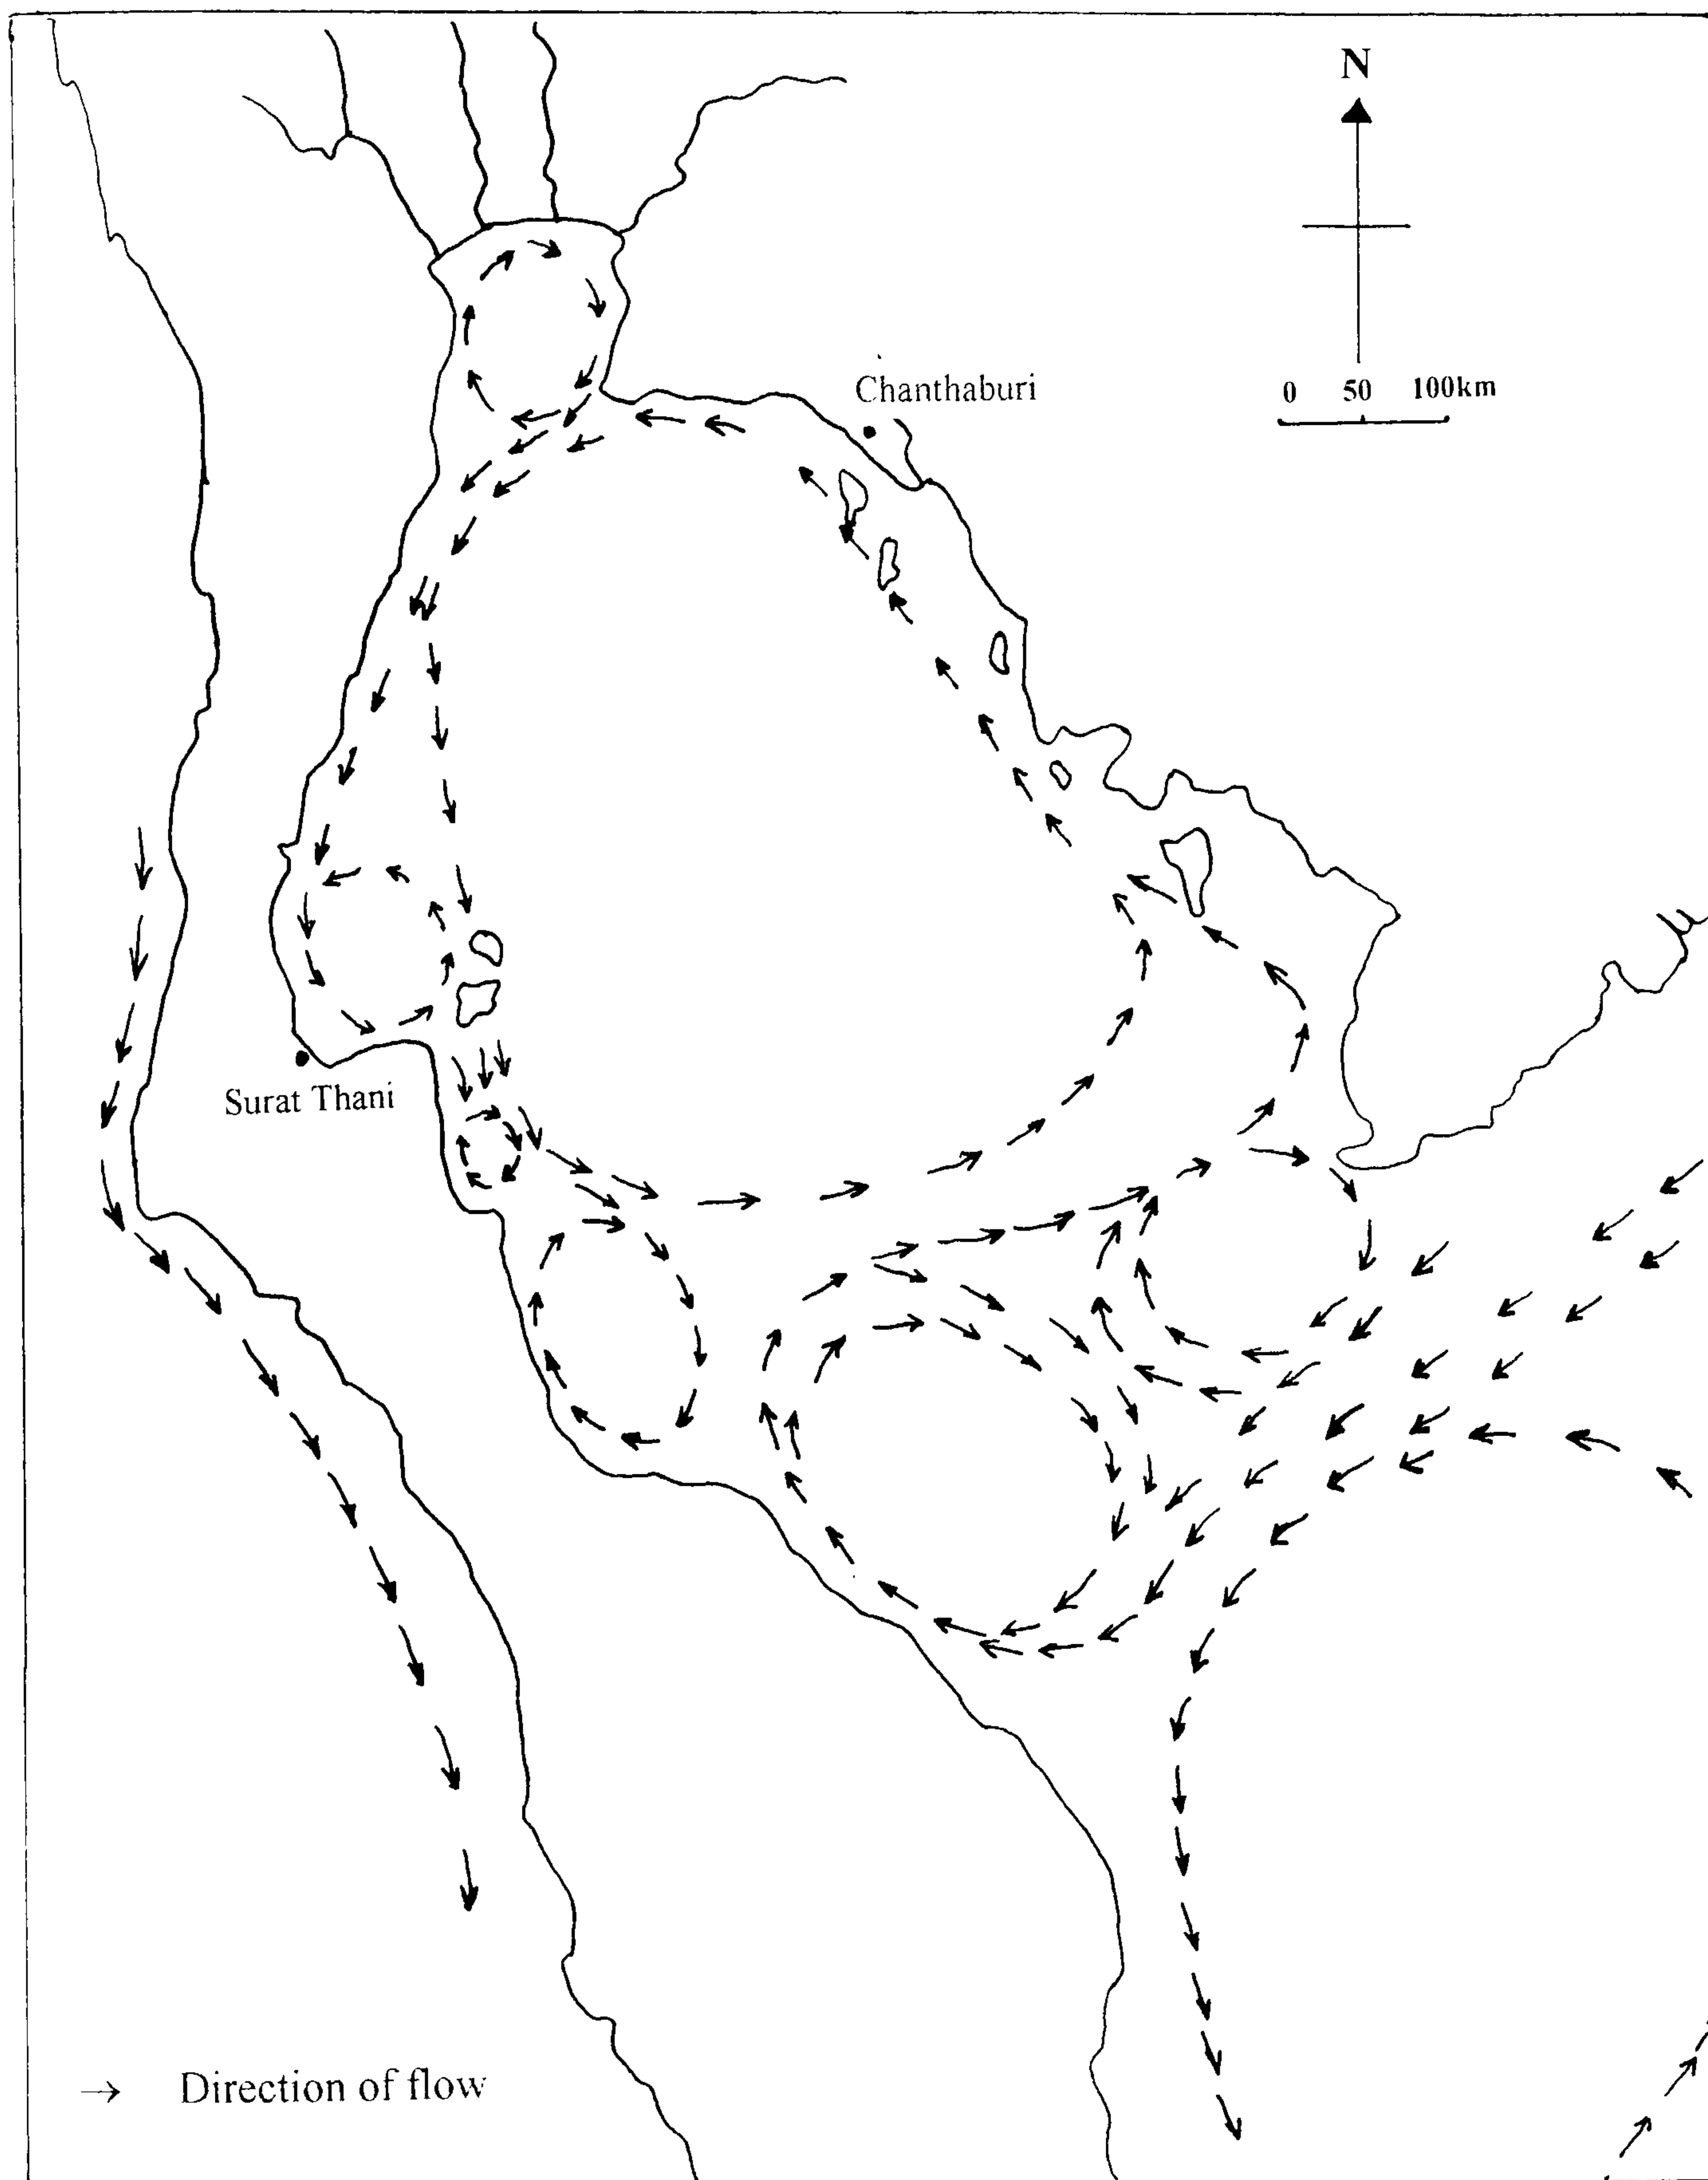 N
Chanthaburi
0 50 100km
Surat Thani
→ Direction of flow